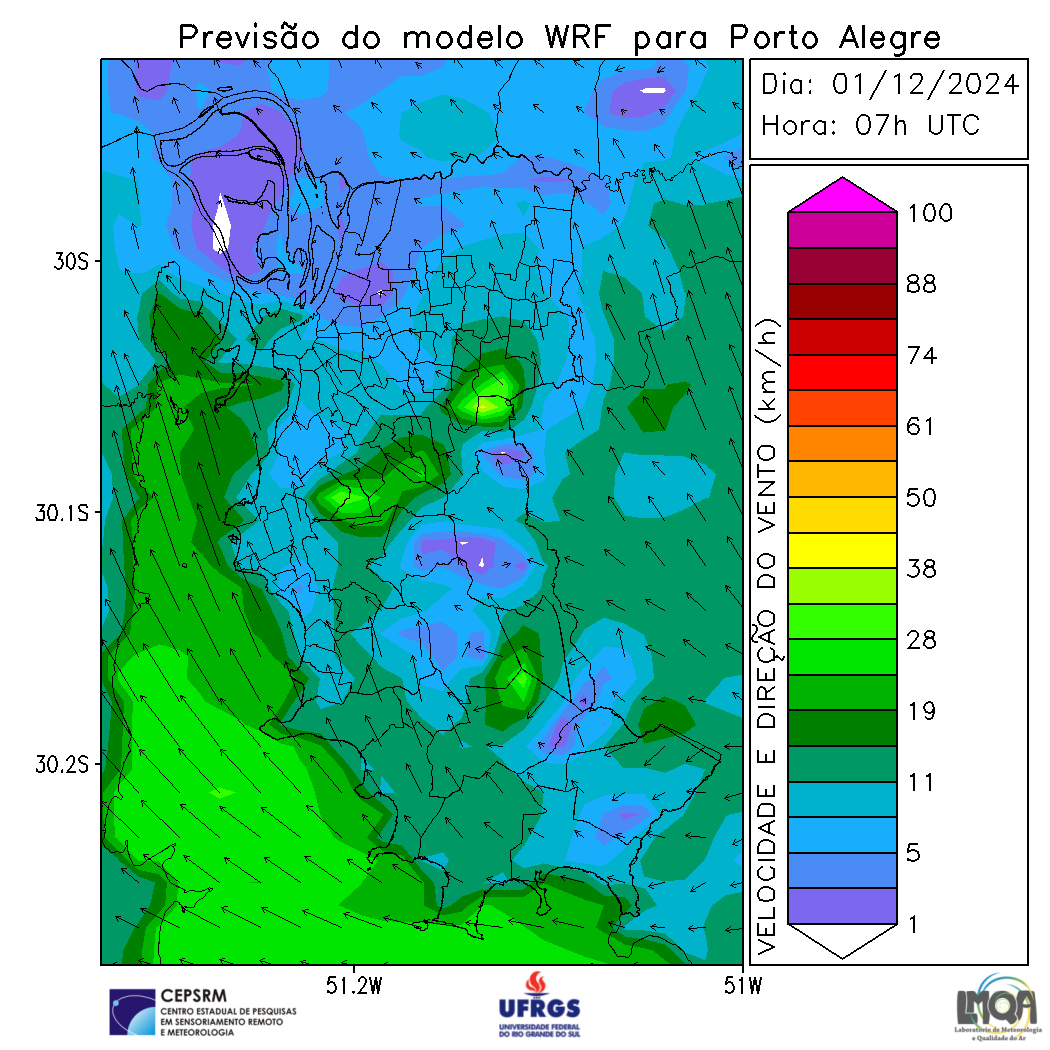 Previsão do modelo WRF para Porto Alegre
Dia: 01/12/2024
Hora: 07h UTC
30S
30.1S
30.2S
51.2W
51W
VELOCIDADE E DIREÇÃO DO VENTO (km/h)
100
88
74
61
50
38
28
19
11
5
1
CEPSRM
CENTRO ESTADUAL DE PESQUISAS
EM SENSORIAMENTO REMOTO
E METEOROLOGIA
UFRGS
UNIVERSIDADE FEDERAL
DO RIO GRANDE DO SUL
LMQA
Laboratório de Meteorologia
e Qualidade do Ar